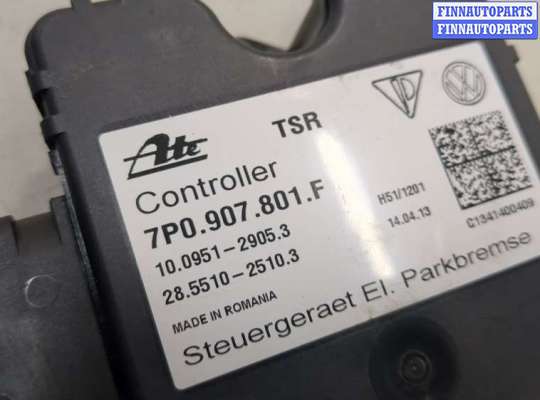 FINNAUTOPARTS
FINNAUTOPARTS
Ate TSR
Controller
7P0.907.801.F
10.0951-2905.3
28.5510-2510.3
H51/1201
14.04.13
C1341400409
MADE IN ROMANIA
Steuergeraet El. Parkbremse